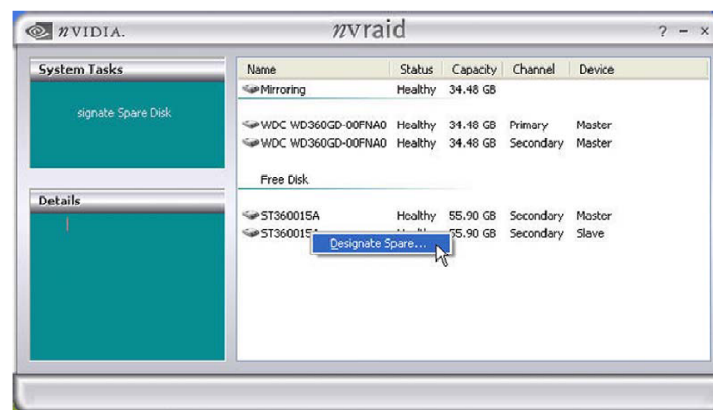 nVIDIA.
nvraid
? - ×
System Tasks
signate Spare Disk
Details
Name Status Capacity Channel Device
Mirroring Healthy 34.48 GB
WDC WD360GD-00FNA0 Healthy 34.48 GB Primary Master
WDC WD360GD-00FNA0 Healthy 34.48 GB Secondary Master
Free Disk
ST360015A Healthy 55.90 GB Secondary Master
ST360015A 55.90 GB Secondary Slave
Designate Spare...